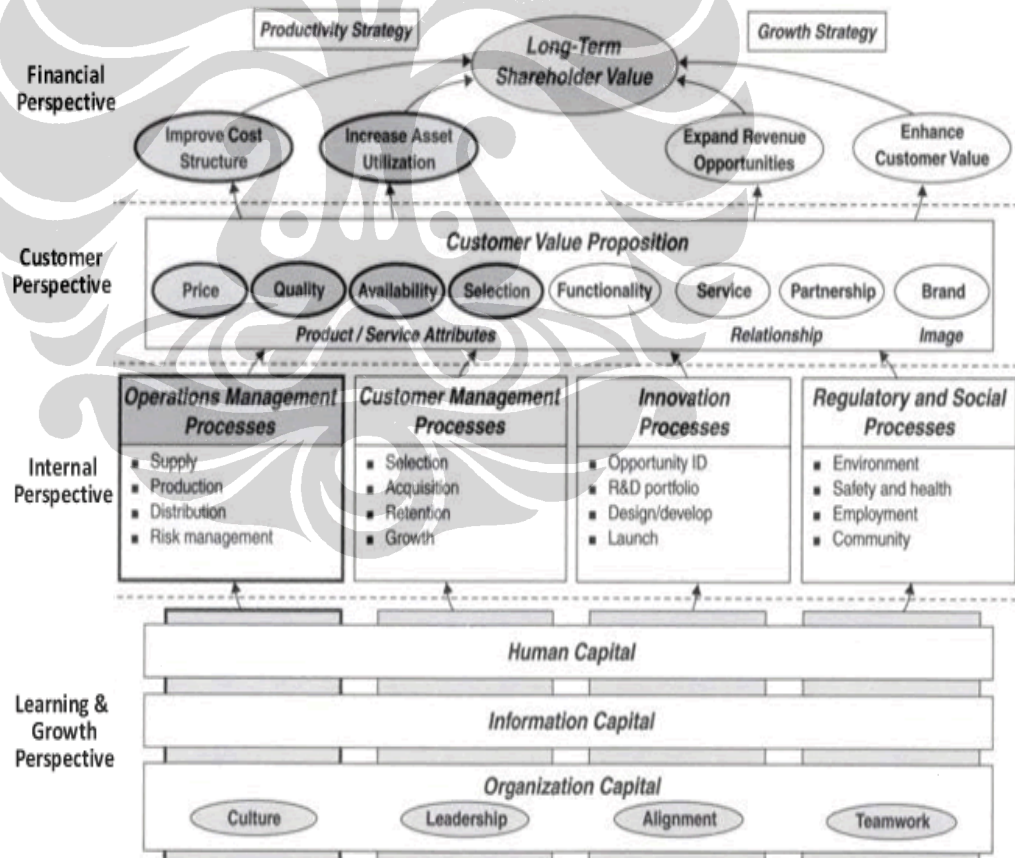 Productivity Strategy
Growth Strategy
Long-Term
Shareholder Value
Financial
Perspective
Improve Cost
Structure
Increase Asset
Utilization
Expand Revenue
Opportunities
Enhance
Customer Value
Customer
Perspective
Customer Value Proposition
Price
Quality
Availability
Selection
Functionality
Service
Partnership
Brand
Product / Service Attributes
Relationship
Image
Internal
Perspective
Operations Management
Processes
▪ Supply
▪ Production
▪ Distribution
▪ Risk management
Customer Management
Processes
▪ Selection
▪ Acquisition
▪ Retention
▪ Growth
Innovation
Processes
▪ Opportunity ID
▪ R&D portfolio
▪ Design/develop
▪ Launch
Regulatory and Social
Processes
▪ Environment
▪ Safety and health
▪ Employment
▪ Community
Learning &
Growth
Perspective
Human Capital
Information Capital
Organization Capital
Culture
Leadership
Alignment
Teamwork